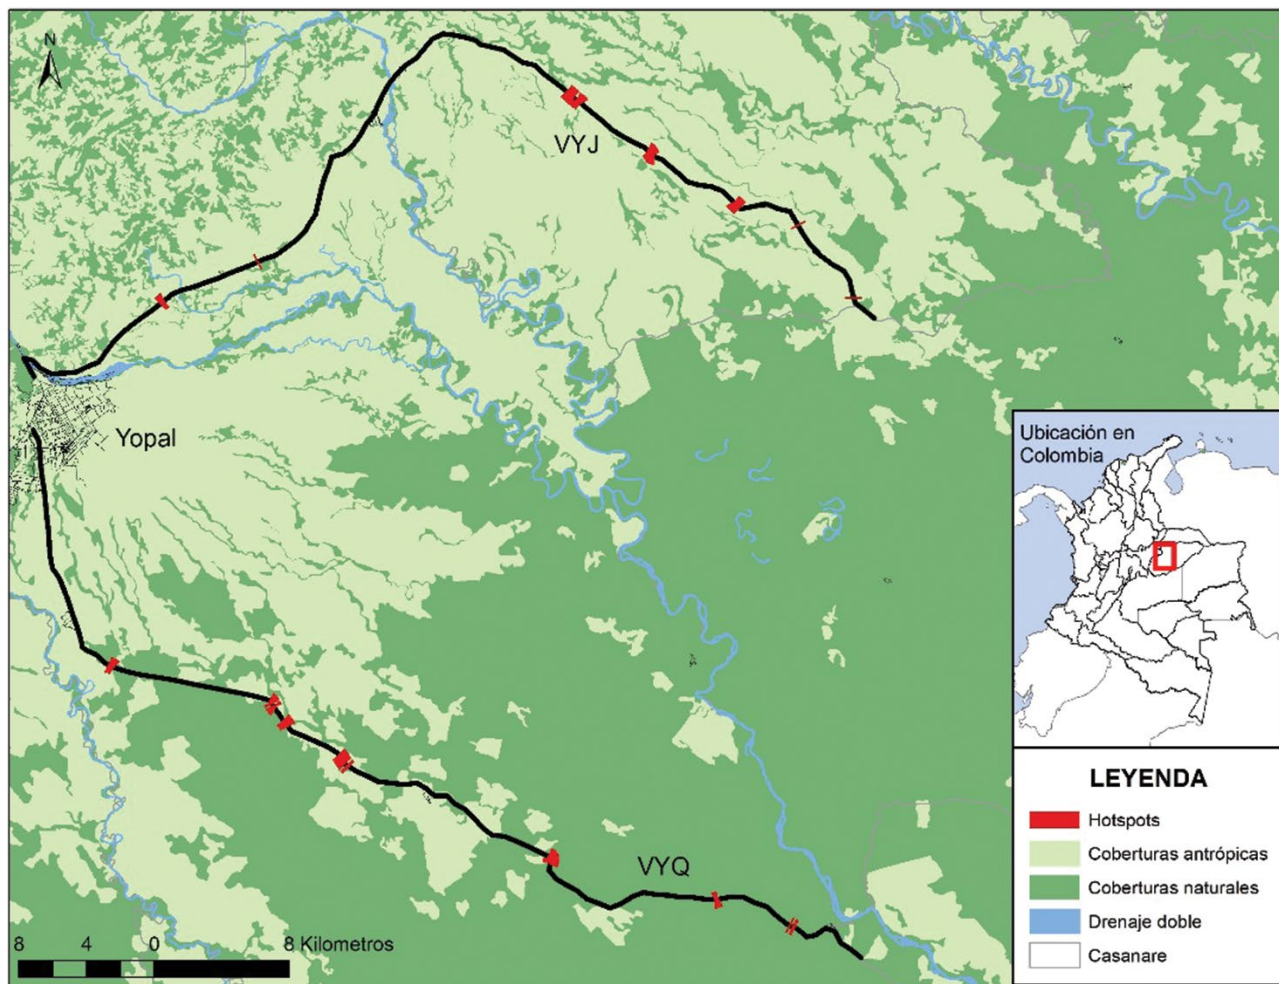 N
VYJ
Yopal
VYQ
8 4 0 8 Kilometros
Ubicación en
Colombia
LEYENDA
Hotspots
Coberturas antrópicas
Coberturas naturales
Drenaje doble
Casanare